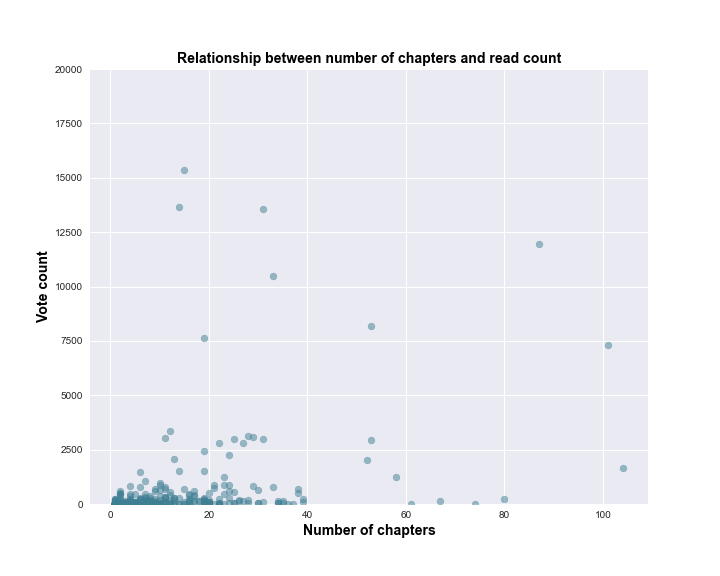 Relationship between number of chapters and read count
20000
17500
15000
12500
10000
7500
5000
2500
0
Vote count
0 20 40 60 80 100
Number of chapters